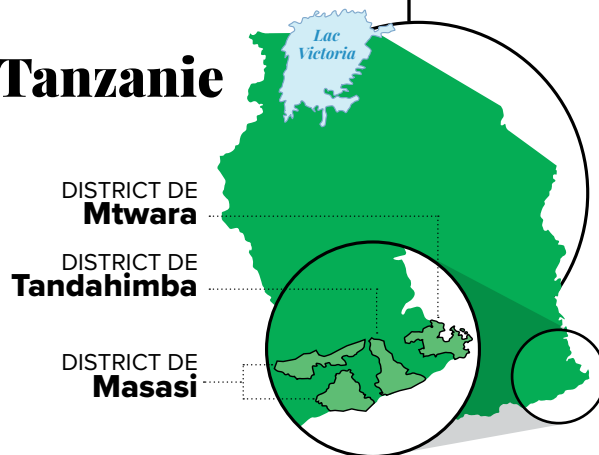 Lac
Victoria
Tanzanie
DISTRICT DE
Mtwara
DISTRICT DE
Tandahimba
DISTRICT DE
Masasi